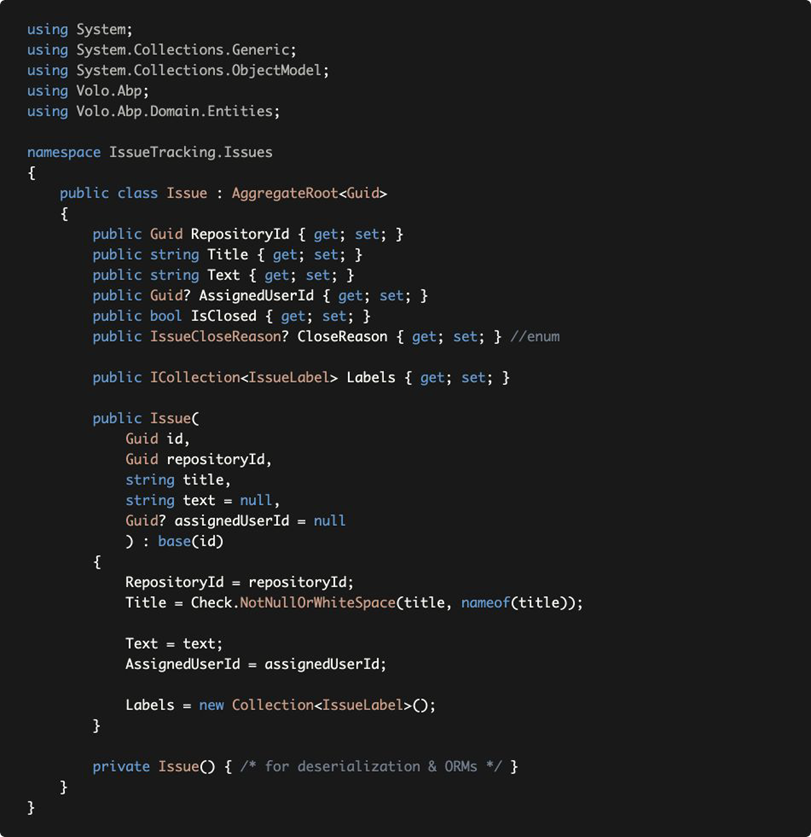 using System;
using System.Collections.Generic;
using System.Collections.ObjectModel;
using Volo.Abp;
using Volo.Abp.Domain.Entities;

namespace IssueTracking.Issues
{
    public class Issue : AggregateRoot<Guid>
    {
        public Guid RepositoryId { get; set; }
        public string Title { get; set; }
        public string Text { get; set; }
        public Guid? AssignedUserId { get; set; }
        public bool IsClosed { get; set; }
        public IssueCloseReason? CloseReason { get; set; } //enum

        public ICollection<IssueLabel> Labels { get; set; }

        public Issue(
            Guid id,
            Guid repositoryId,
            string title,
            string text = null,
            Guid? assignedUserId = null
            ) : base(id)
        {
            RepositoryId = repositoryId;
            Title = Check.NotNullOrWhiteSpace(title, nameof(title));

            Text = text;
            AssignedUserId = assignedUserId;

            Labels = new Collection<IssueLabel>();
        }

        private Issue() { /* for deserialization & ORMs */ }
    }
}